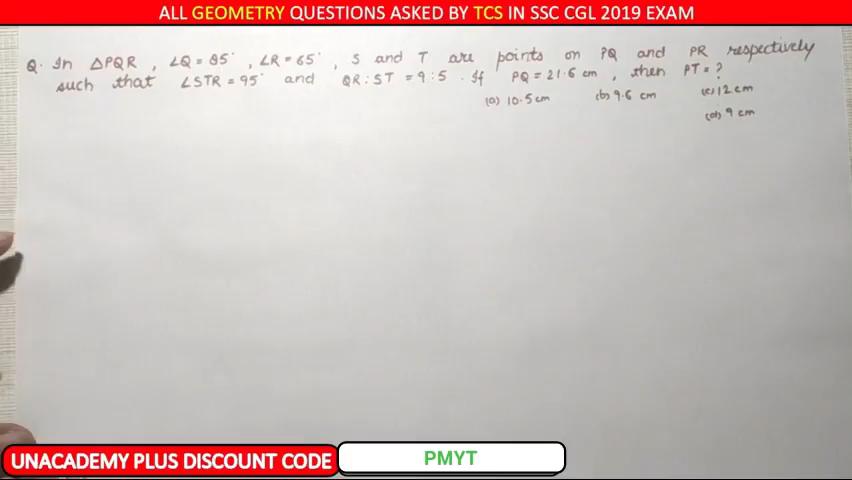 ALL GEOMETRY QUESTIONS ASKED BY TCS IN SSC CGL 2019 EXAM
Q. In △PQR, ∠Q = 85°, ∠R = 65°, S and T are points on PQ and PR respectively
such that ∠STR = 95° and QR : ST = 9 : 5. If PQ = 21.6 cm, then PT = ?
(a) 10.5 cm (b) 9.6 cm (c) 12 cm
(d) 9 cm
UNACADEMY PLUS DISCOUNT CODE PMYT